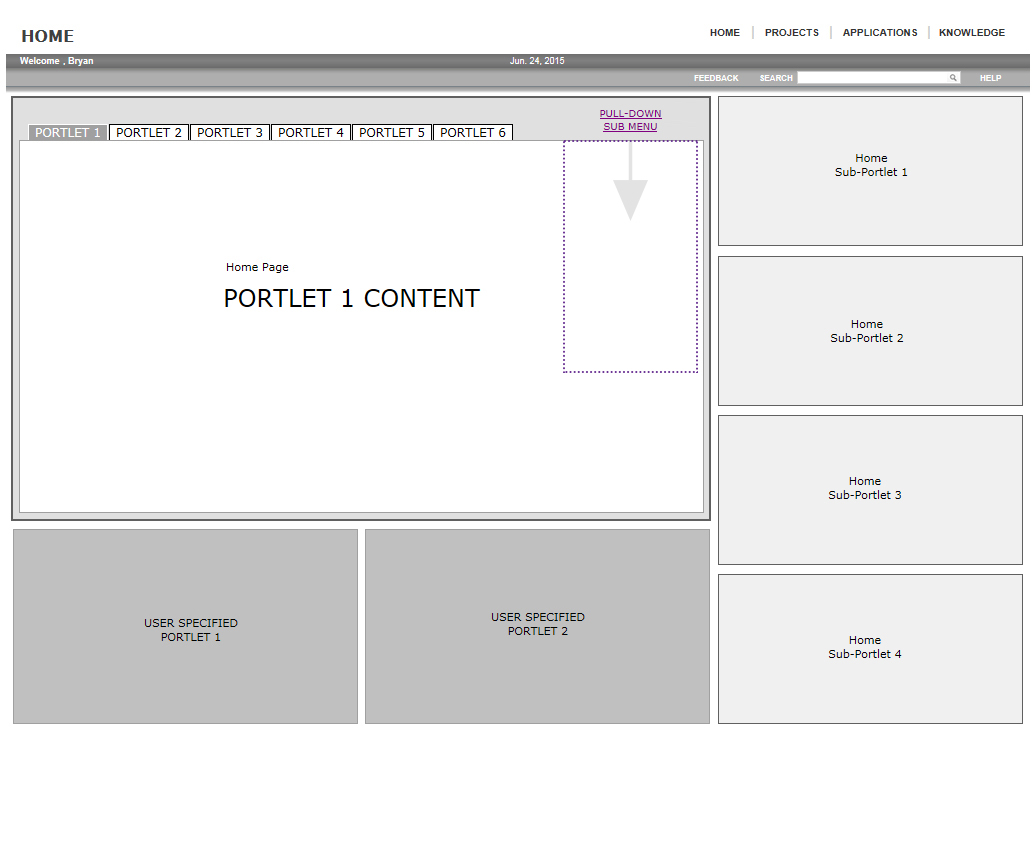 HOME
HOME
PROJECTS
APPLICATIONS
KNOWLEDGE
Welcome , Bryan
Jun. 24, 2015
FEEDBACK
SEARCH
HELP
PULL-DOWN
SUB MENU
PORTLET 1
PORTLET 2
PORTLET 3
PORTLET 4
PORTLET 5
PORTLET 6
Home Page
PORTLET 1 CONTENT
Home
Sub-Portlet 1
Home
Sub-Portlet 2
Home
Sub-Portlet 3
Home
Sub-Portlet 4
USER SPECIFIED
PORTLET 1
USER SPECIFIED
PORTLET 2